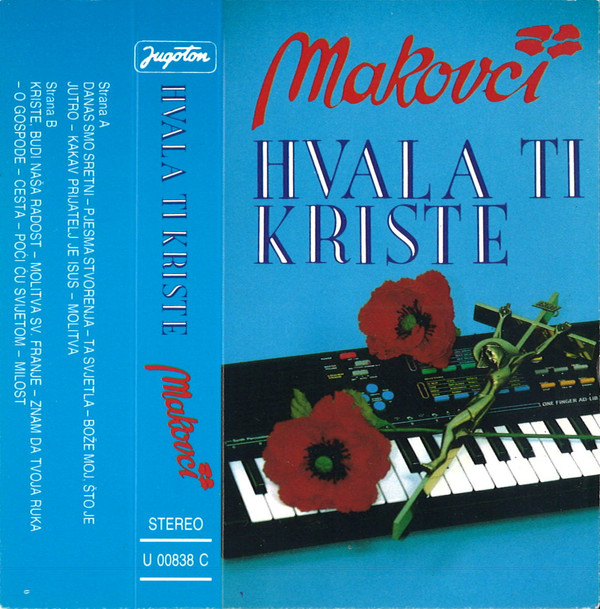 Strana A
DANAS SMO SRETNI – PJESMA STVORENJA – TA SVJETLA – BOŽE MOJ, ŠTO JE
JUTRO – KAKAV PRIJATELJ JE ISUS – MOLITVA
Strana B
KRISTE, BUDI NAŠA RADOST – MOLITVA SV. FRANJE – ZNAM DA TVOJA RUKA
– O GOSPODE – CESTA – POĆI ĆU SVIJETOM – MILOST
Jugoton
HVALA TI KRISTE
Makovci
STEREO
U 00838 C
Makovci
HVALA TI
KRISTE
ONE FINGER AD LIB